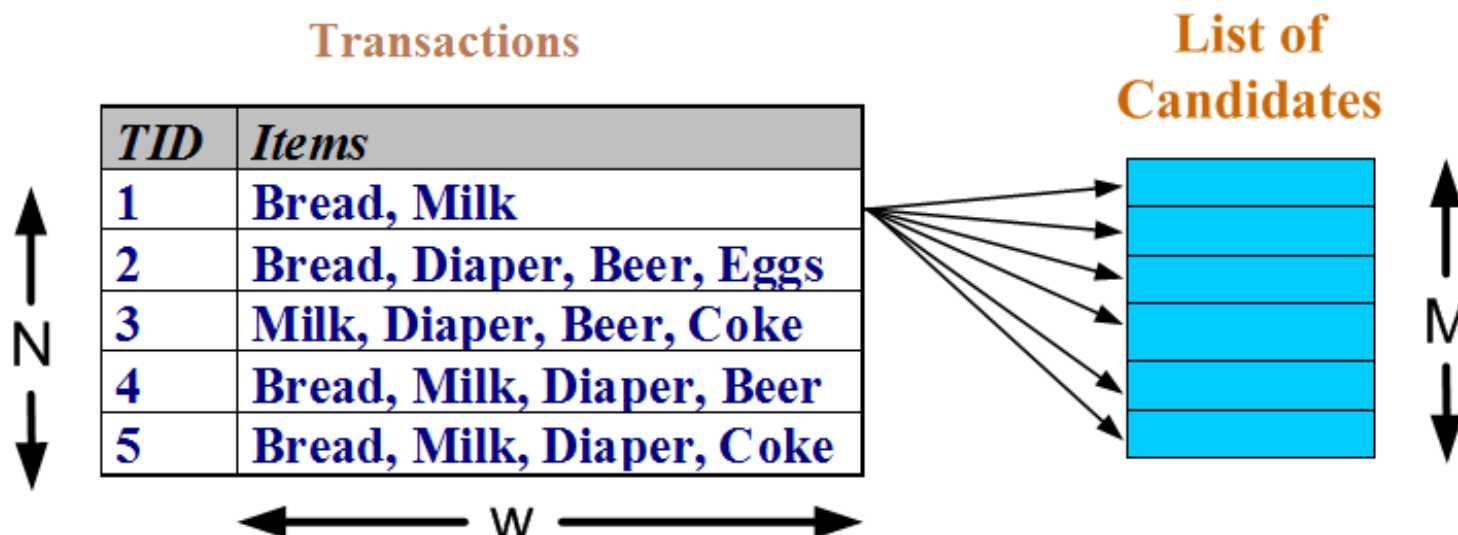 Transactions
List of
Candidates
TID Items
1 Bread, Milk
2 Bread, Diaper, Beer, Eggs
3 Milk, Diaper, Beer, Coke
4 Bread, Milk, Diaper, Beer
5 Bread, Milk, Diaper, Coke
N
M
w